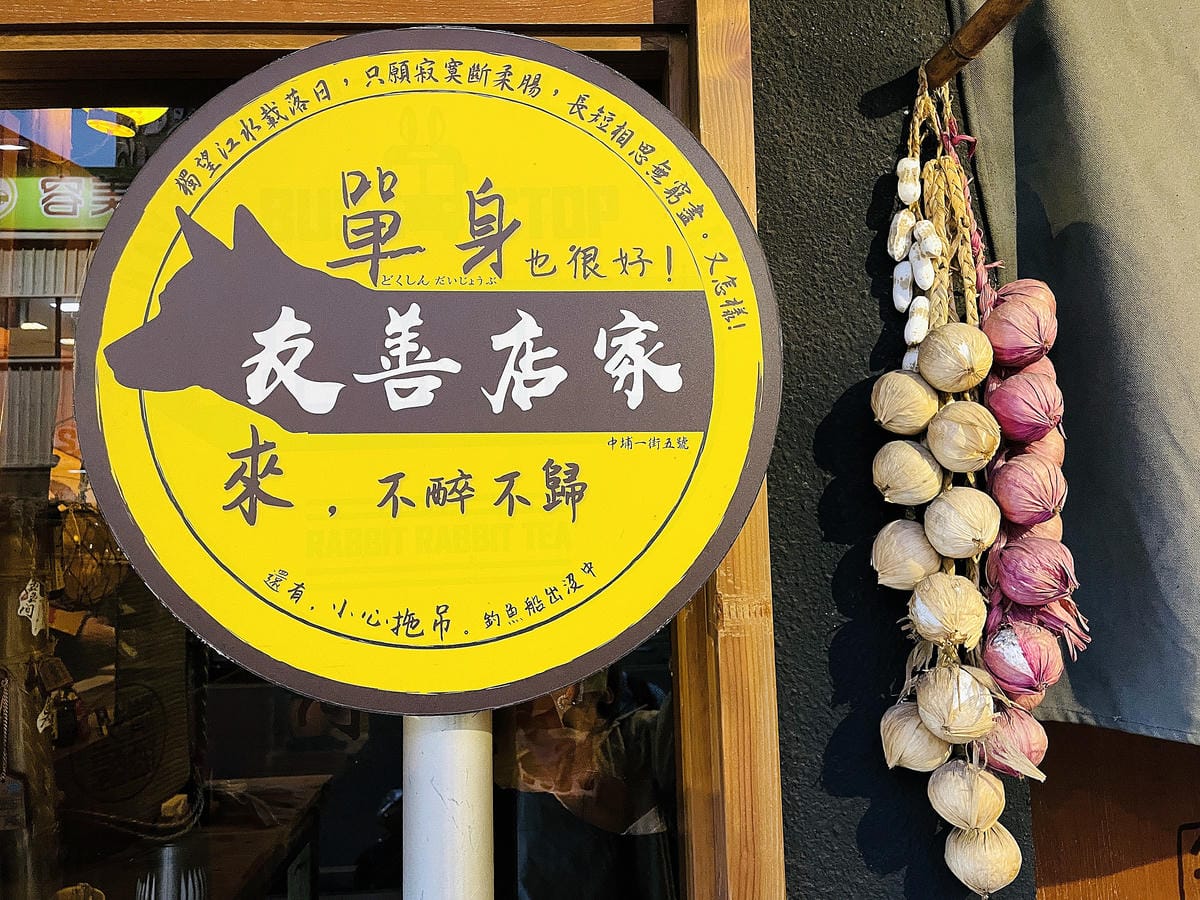 獨望江水載落日，只願寂寞斷柔腸，長短相思無窮盡。又怎樣!
單身也很好！
どくしん だいじょうぶ
友善店家
中埔一街五號
來，不醉不歸
RABBIT RABBIT TEA
還有，小心拖吊。釣魚船出沒中